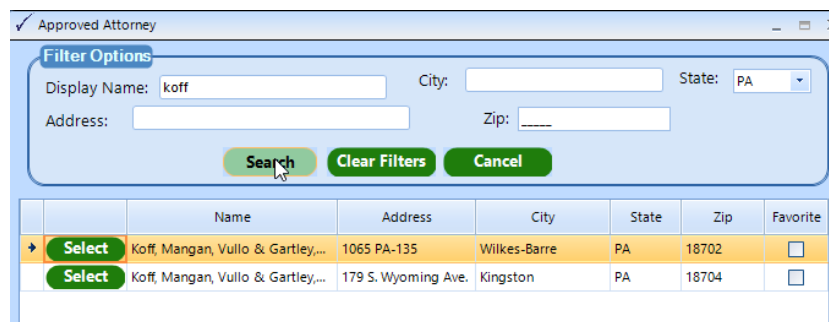 Approved Attorney
Filter Options
Display Name: koff City: State: PA
Address: Zip: _____
Search Clear Filters Cancel
Name Address City State Zip Favorite
Select Koff, Mangan, Vullo & Gartley,... 1065 PA-135 Wilkes-Barre PA 18702
Select Koff, Mangan, Vullo & Gartley,... 179 S. Wyoming Ave. Kingston PA 18704